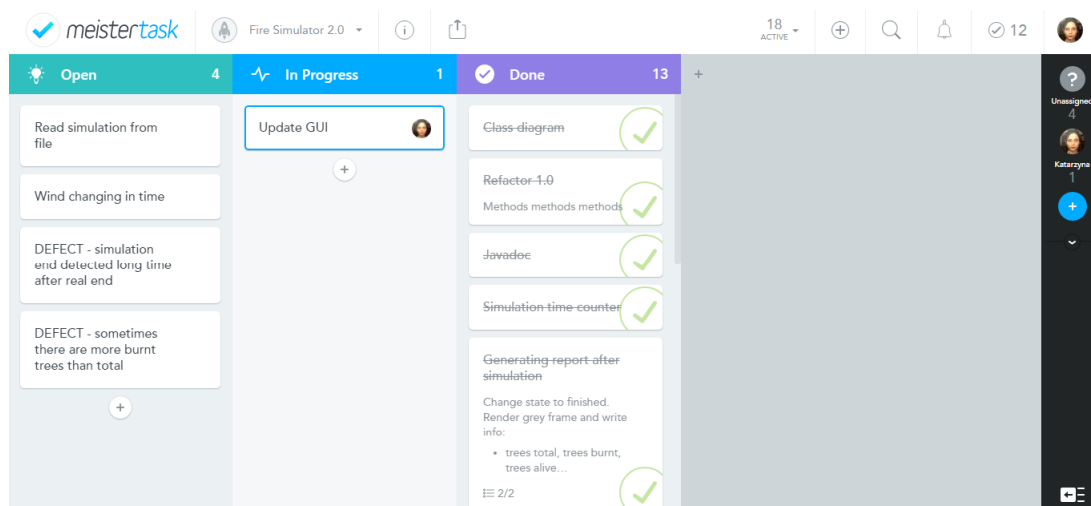 meistertask
Fire Simulator 2.0
18
ACTIVE
12
Open 4
Read simulation from
file
Wind changing in time
DEFECT - simulation
end detected long time
after real end
DEFECT - sometimes
there are more burnt
trees than total
+
In Progress 1
Update GUI
+
Done 13
Class diagram
Refactor 1.0
Methods methods methods
Javadoc
Simulation time counter
Generating report after
simulation
Change state to finished.
Render grey frame and write
info:
• trees total, trees burnt,
trees alive…
2/2
+
?
Unassigned
4
Katarzyna
1
+